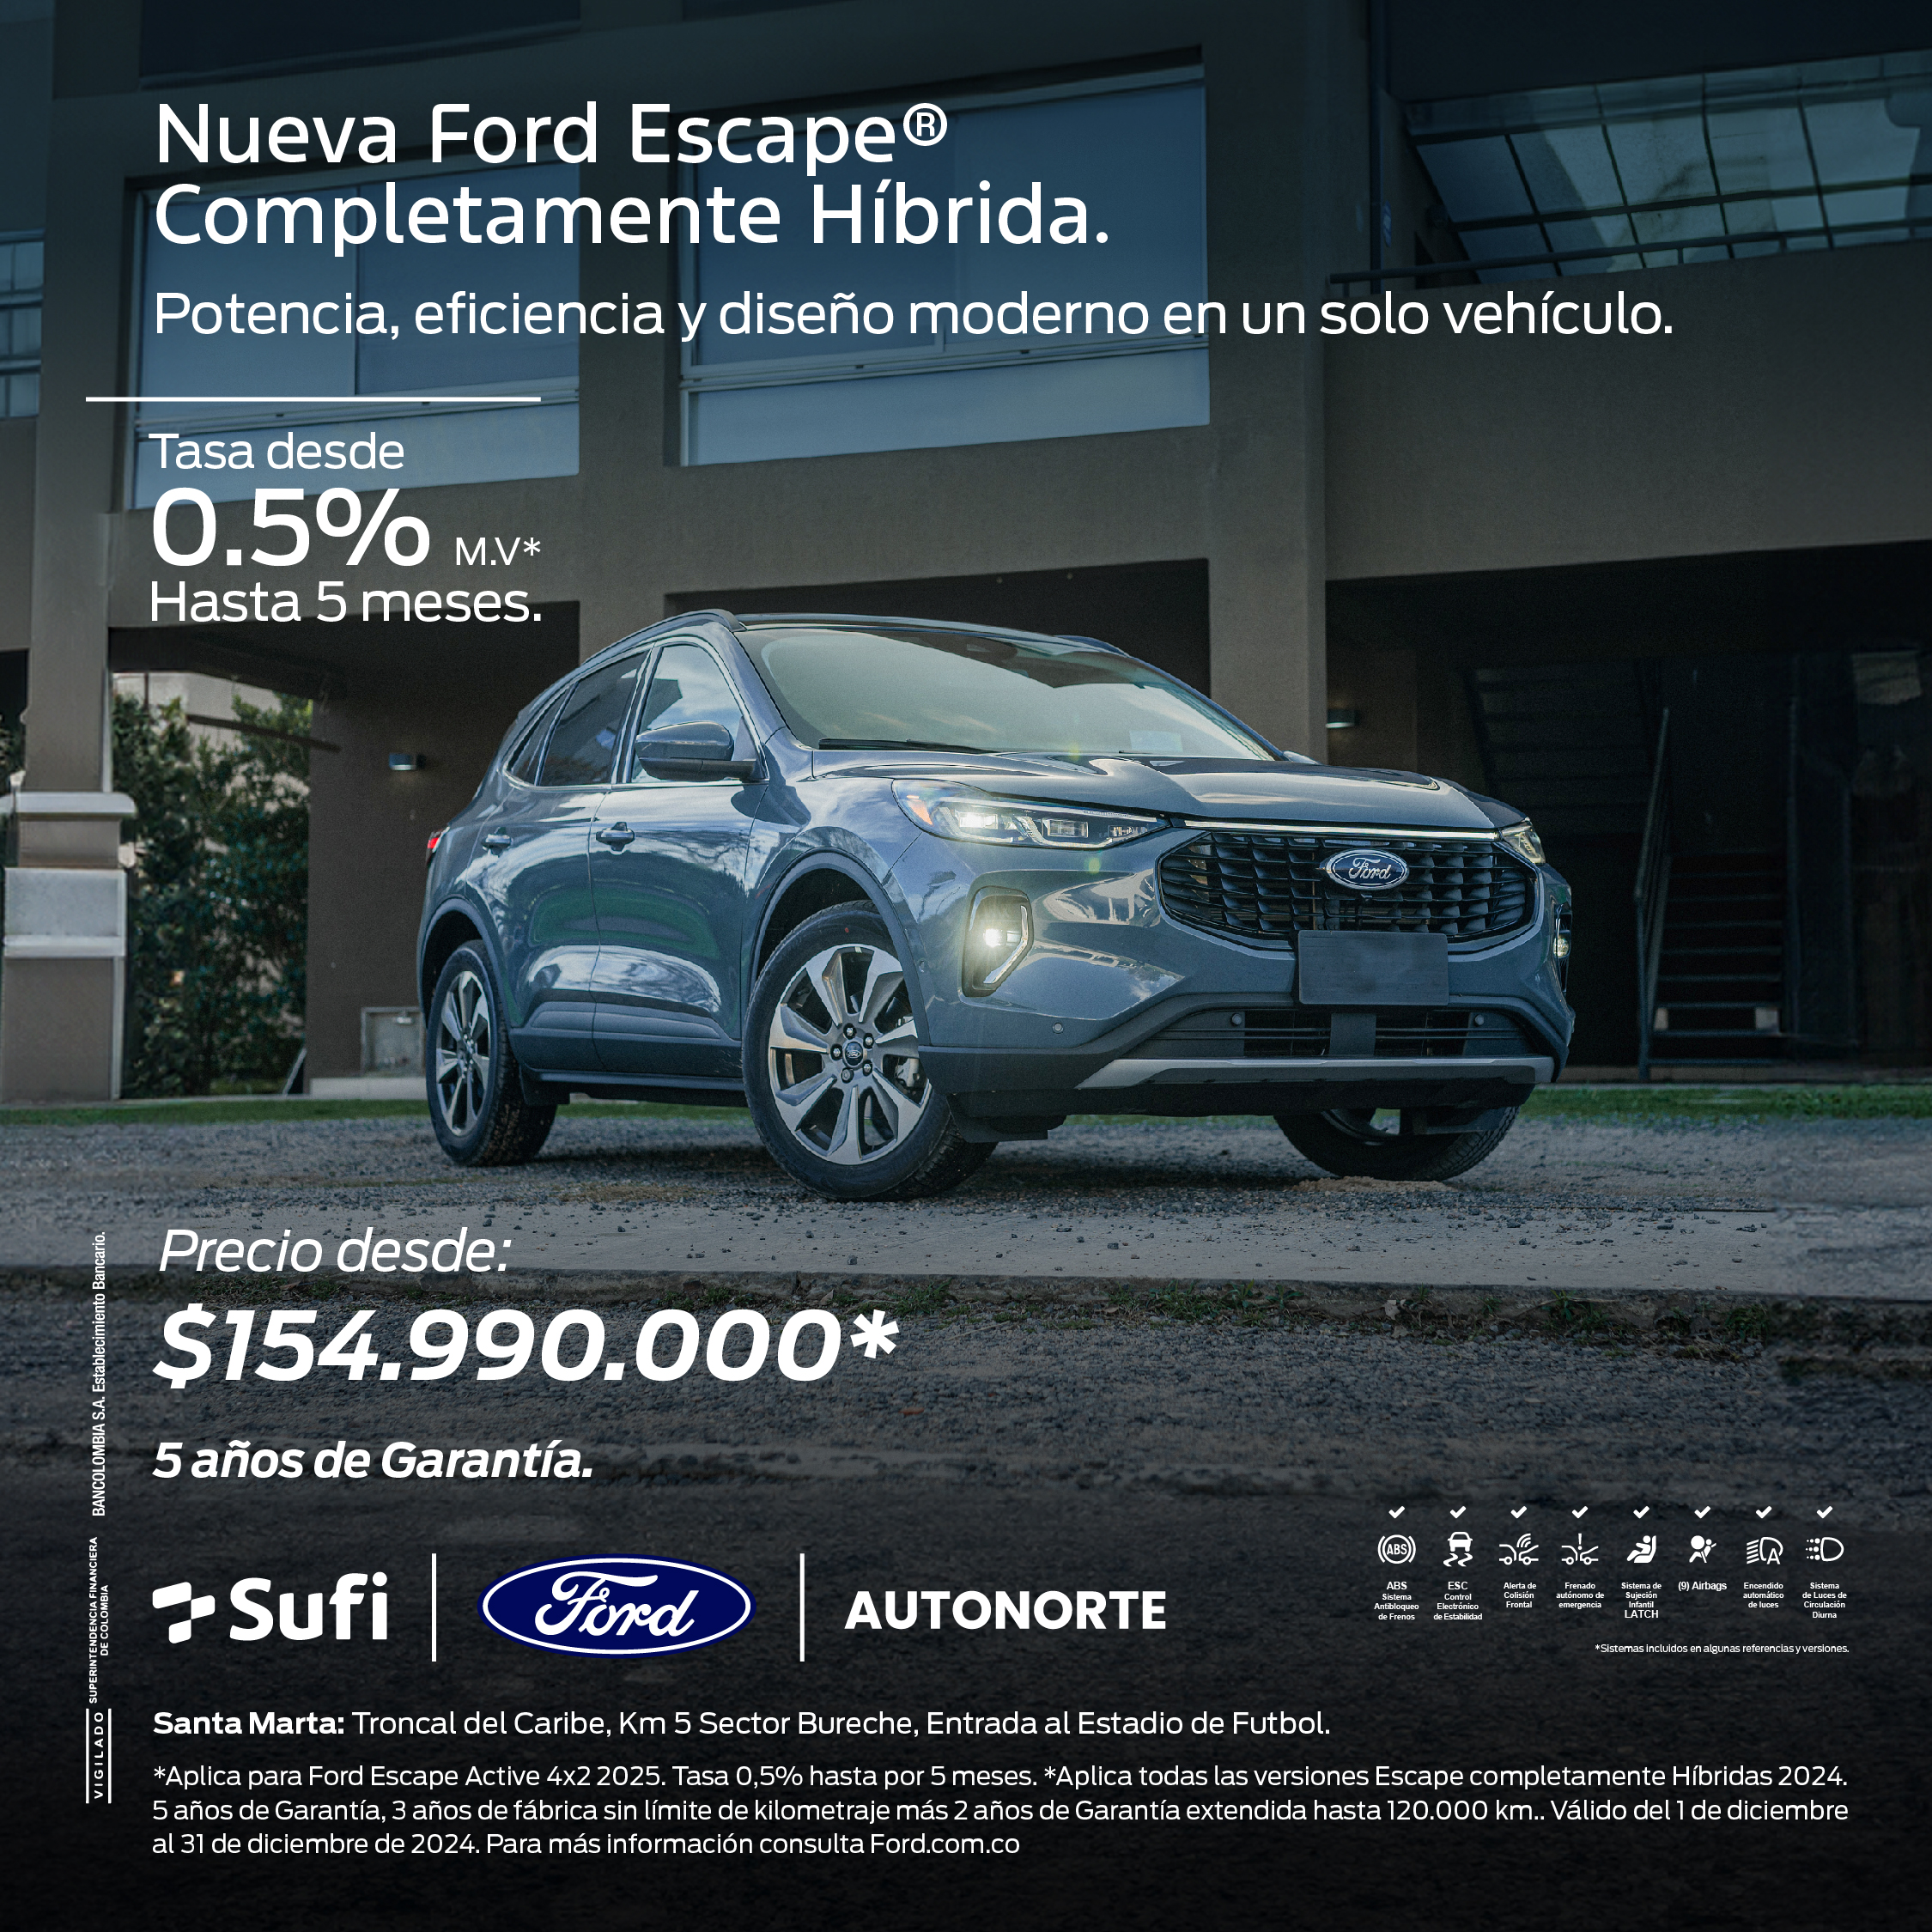 Nueva Ford Escape®
Completamente Híbrida.
Potencia, eficiencia y diseño moderno en un solo vehículo.
Tasa desde
0.5% M.V*
Hasta 5 meses.
Ford
Precio desde:
$154.990.000*
5 años de Garantía.
BANCOLOMBIA S.A. Establecimiento Bancario.
VIGILADO SUPERINTENDENCIA FINANCIERA
DE COLOMBIA
Sufi
Ford
AUTONORTE
ABS
ABS
Sistema
Antibloqueo
de Frenos
ESC
Control
Electrónico
de Estabilidad
Alerta de
Colisión
Frontal
Frenado
autónomo de
emergencia
Sistema de
Sujeción
Infantil
LATCH
(9) Airbags
A
Encendido
automático
de luces
Sistema
de Luces de
Circulación
Diurna
*Sistemas incluidos en algunas referencias y versiones.
Santa Marta: Troncal del Caribe, Km 5 Sector Bureche, Entrada al Estadio de Futbol.
*Aplica para Ford Escape Active 4x2 2025. Tasa 0,5% hasta por 5 meses. *Aplica todas las versiones Escape completamente Híbridas 2024.
5 años de Garantía, 3 años de fábrica sin límite de kilometraje más 2 años de Garantía extendida hasta 120.000 km.. Válido del 1 de diciembre
al 31 de diciembre de 2024. Para más información consulta Ford.com.co